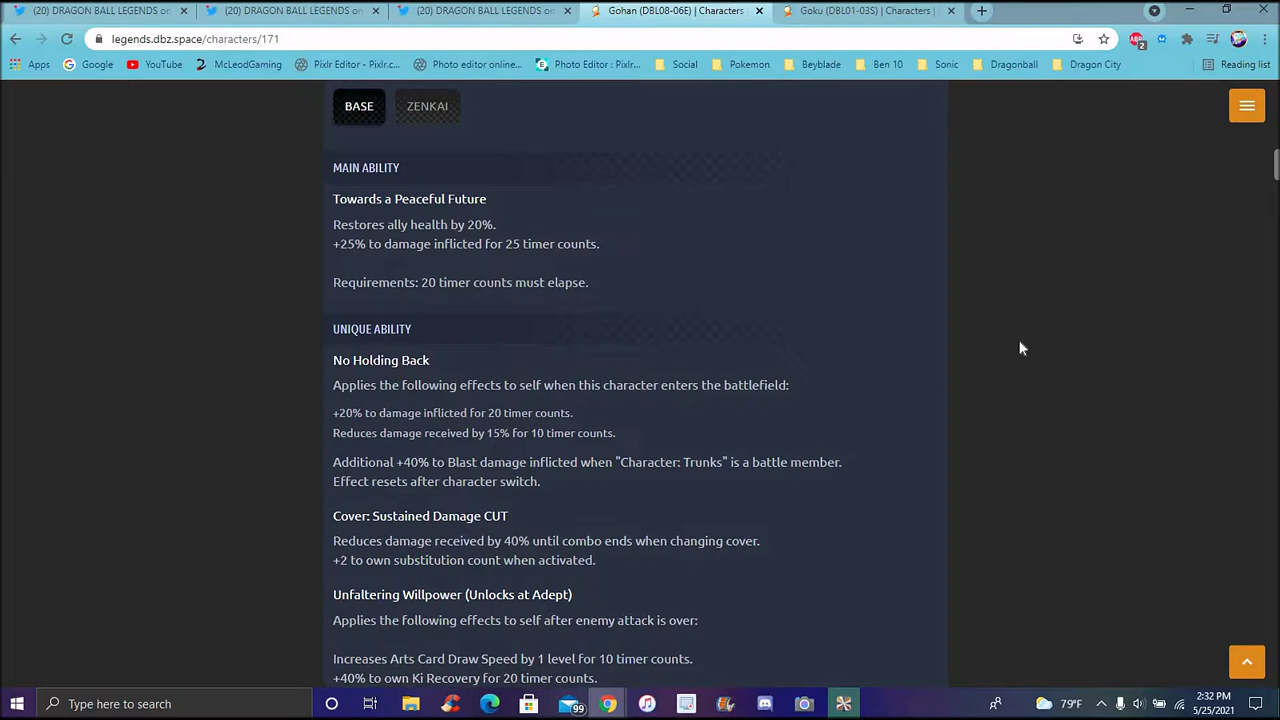 (20) DRAGON BALL LEGENDS on
(20) DRAGON BALL LEGENDS on
(20) DRAGON BALL LEGENDS on
Gohan (DBL08-06E) | Characters
Goku (DBL01-03S) | Characters |
legends.dbz.space/characters/171
ABP
2
Apps
Google
YouTube
McLeodGaming
Pixlr Editor - Pixlr.c...
Photo editor online...
Photo Editor : Pixlr...
Social
Pokemon
Beyblade
Ben 10
Sonic
Dragonball
Dragon City
Reading list
BASE
ZENKAI
MAIN ABILITY
Towards a Peaceful Future
Restores ally health by 20%.
+25% to damage inflicted for 25 timer counts.
Requirements: 20 timer counts must elapse.
UNIQUE ABILITY
No Holding Back
Applies the following effects to self when this character enters the battlefield:
+20% to damage inflicted for 20 timer counts.
Reduces damage received by 15% for 10 timer counts.
Additional +40% to Blast damage inflicted when "Character: Trunks" is a battle member.
Effect resets after character switch.
Cover: Sustained Damage CUT
Reduces damage received by 40% until combo ends when changing cover.
+2 to own substitution count when activated.
Unfaltering Willpower (Unlocks at Adept)
Applies the following effects to self after enemy attack is over:
Increases Arts Card Draw Speed by 1 level for 10 timer counts.
+40% to own Ki Recovery for 20 timer counts.
Type here to search
99
79°F
2:32 PM
5/25/2021